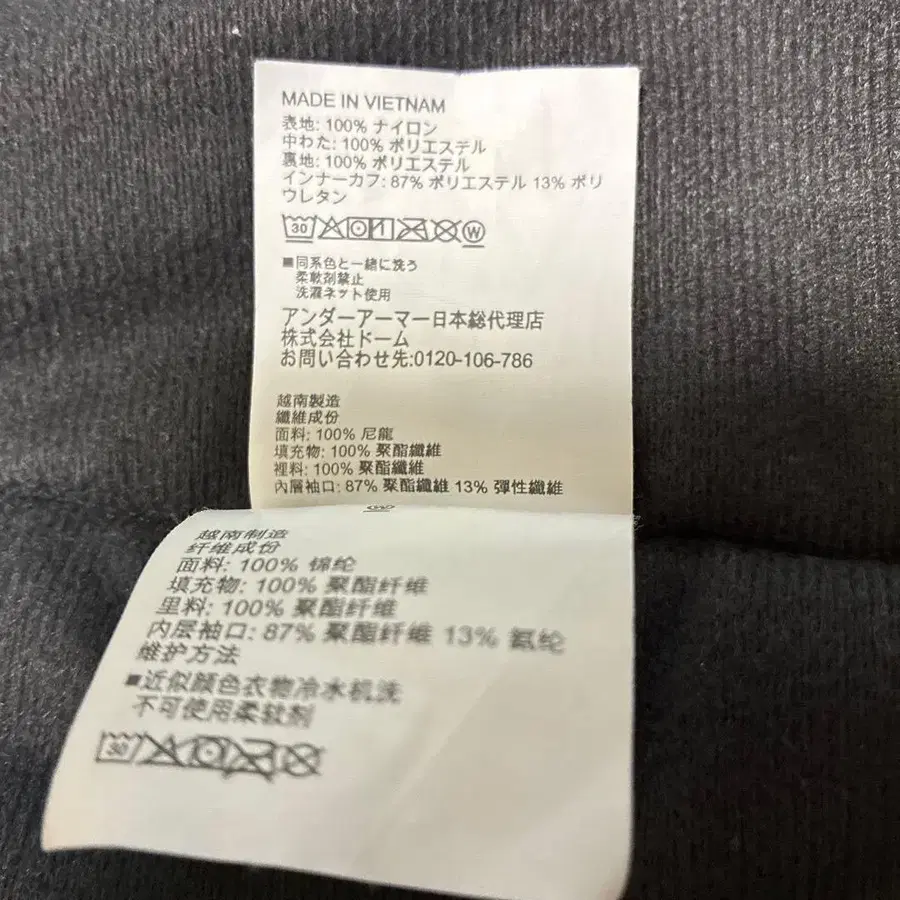 MADE IN VIETNAM
表地: 100% ナイロン
中わた: 100% ポリエステル
裏地: 100% ポリエステル
インナーカフ: 87% ポリエステル 13% ポリ
ウレタン
30 W
■同系色と一緒に洗う
柔軟剤禁止
洗濯ネット使用
アンダーアーマー日本総代理店
株式会社ドーム
お問い合わせ先:0120-106-786
越南製造
纖維成份
面料: 100% 尼龍
填充物: 100% 聚酯纖維
裡料: 100% 聚酯纖維
內層袖口: 87% 聚酯纖維 13% 彈性纖維
越南制造
纤维成份
面料: 100% 锦纶
填充物: 100% 聚酯纤维
里料: 100% 聚酯纤维
内层袖口: 87% 聚酯纤维 13% 氨纶
维护方法
■近似颜色衣物冷水机洗
不可使用柔软剂
30